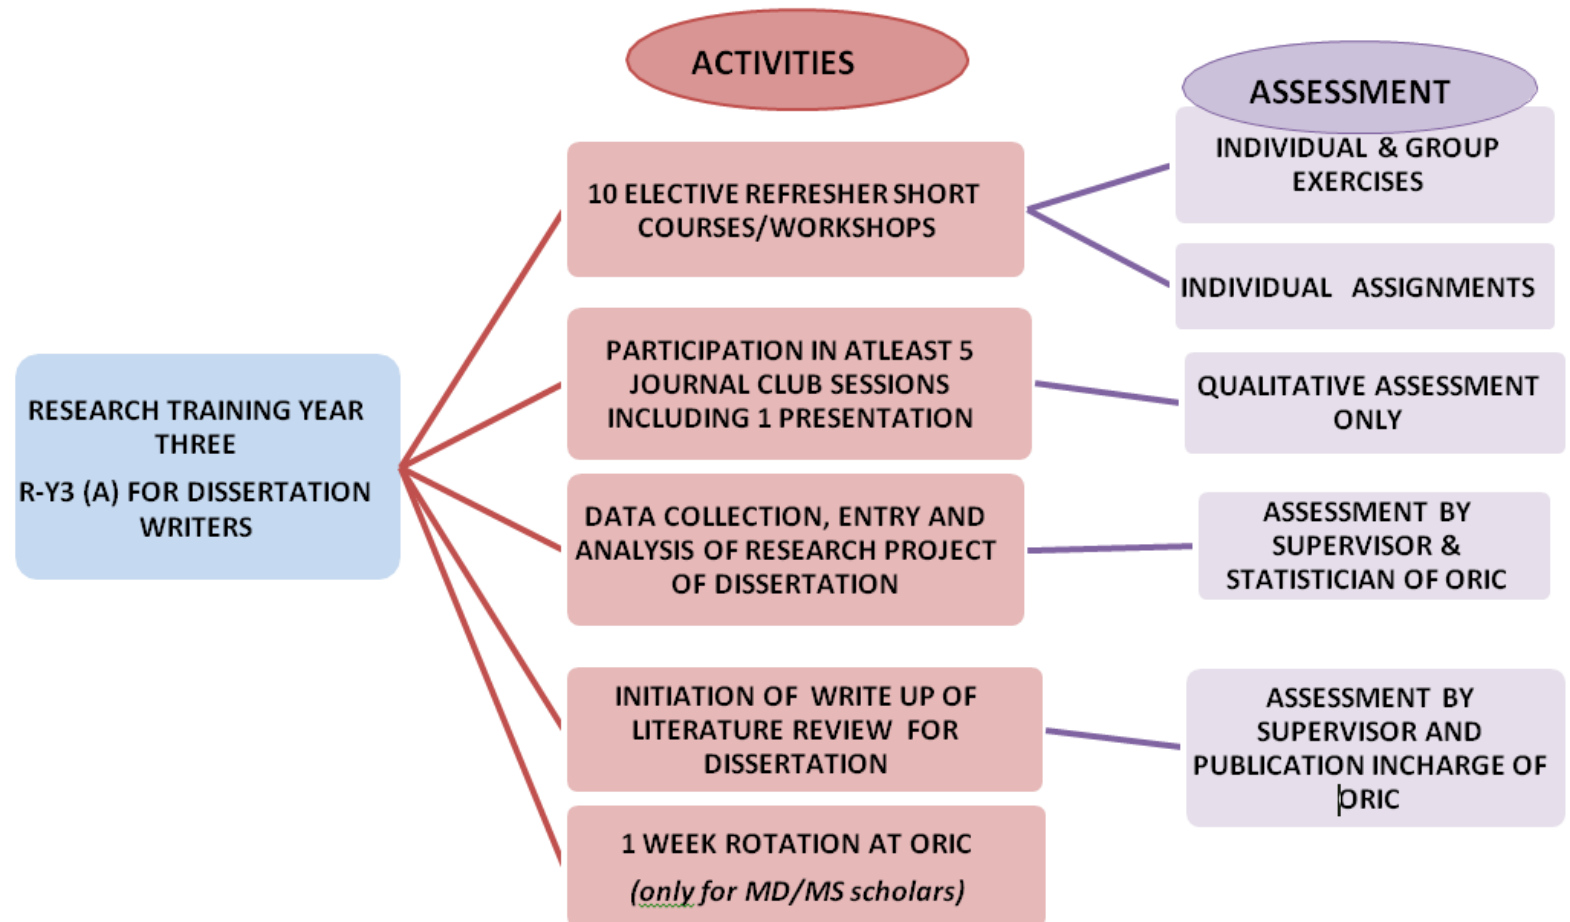 ACTIVITIES
ASSESSMENT
RESEARCH TRAINING YEAR
THREE
R-Y3 (A) FOR DISSERTATION
WRITERS
10 ELECTIVE REFRESHER SHORT
COURSES/WORKSHOPS
INDIVIDUAL & GROUP
EXERCISES
INDIVIDUAL ASSIGNMENTS
PARTICIPATION IN ATLEAST 5
JOURNAL CLUB SESSIONS
INCLUDING 1 PRESENTATION
QUALITATIVE ASSESSMENT
ONLY
DATA COLLECTION, ENTRY AND
ANALYSIS OF RESEARCH PROJECT
OF DISSERTATION
ASSESSMENT BY
SUPERVISOR &
STATISTICIAN OF ORIC
INITIATION OF WRITE UP OF
LITERATURE REVIEW FOR
DISSERTATION
ASSESSMENT BY
SUPERVISOR AND
PUBLICATION INCHARGE OF
ORIC
1 WEEK ROTATION AT ORIC
(only for MD/MS scholars)